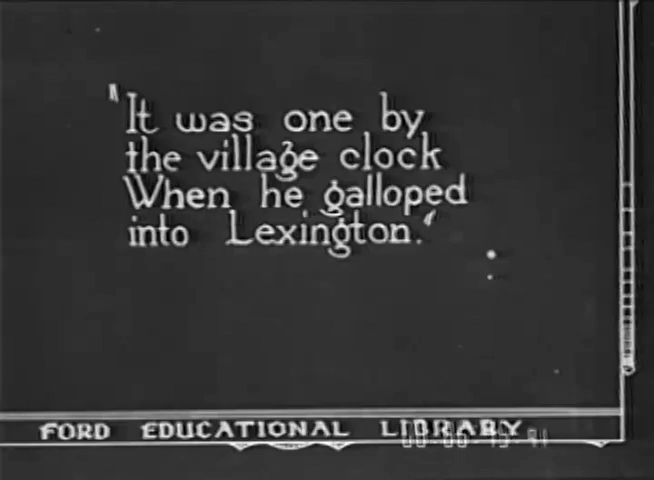 "It was one by
the village clock
When he galloped
into Lexington."
FORD EDUCATIONAL LIBRARY